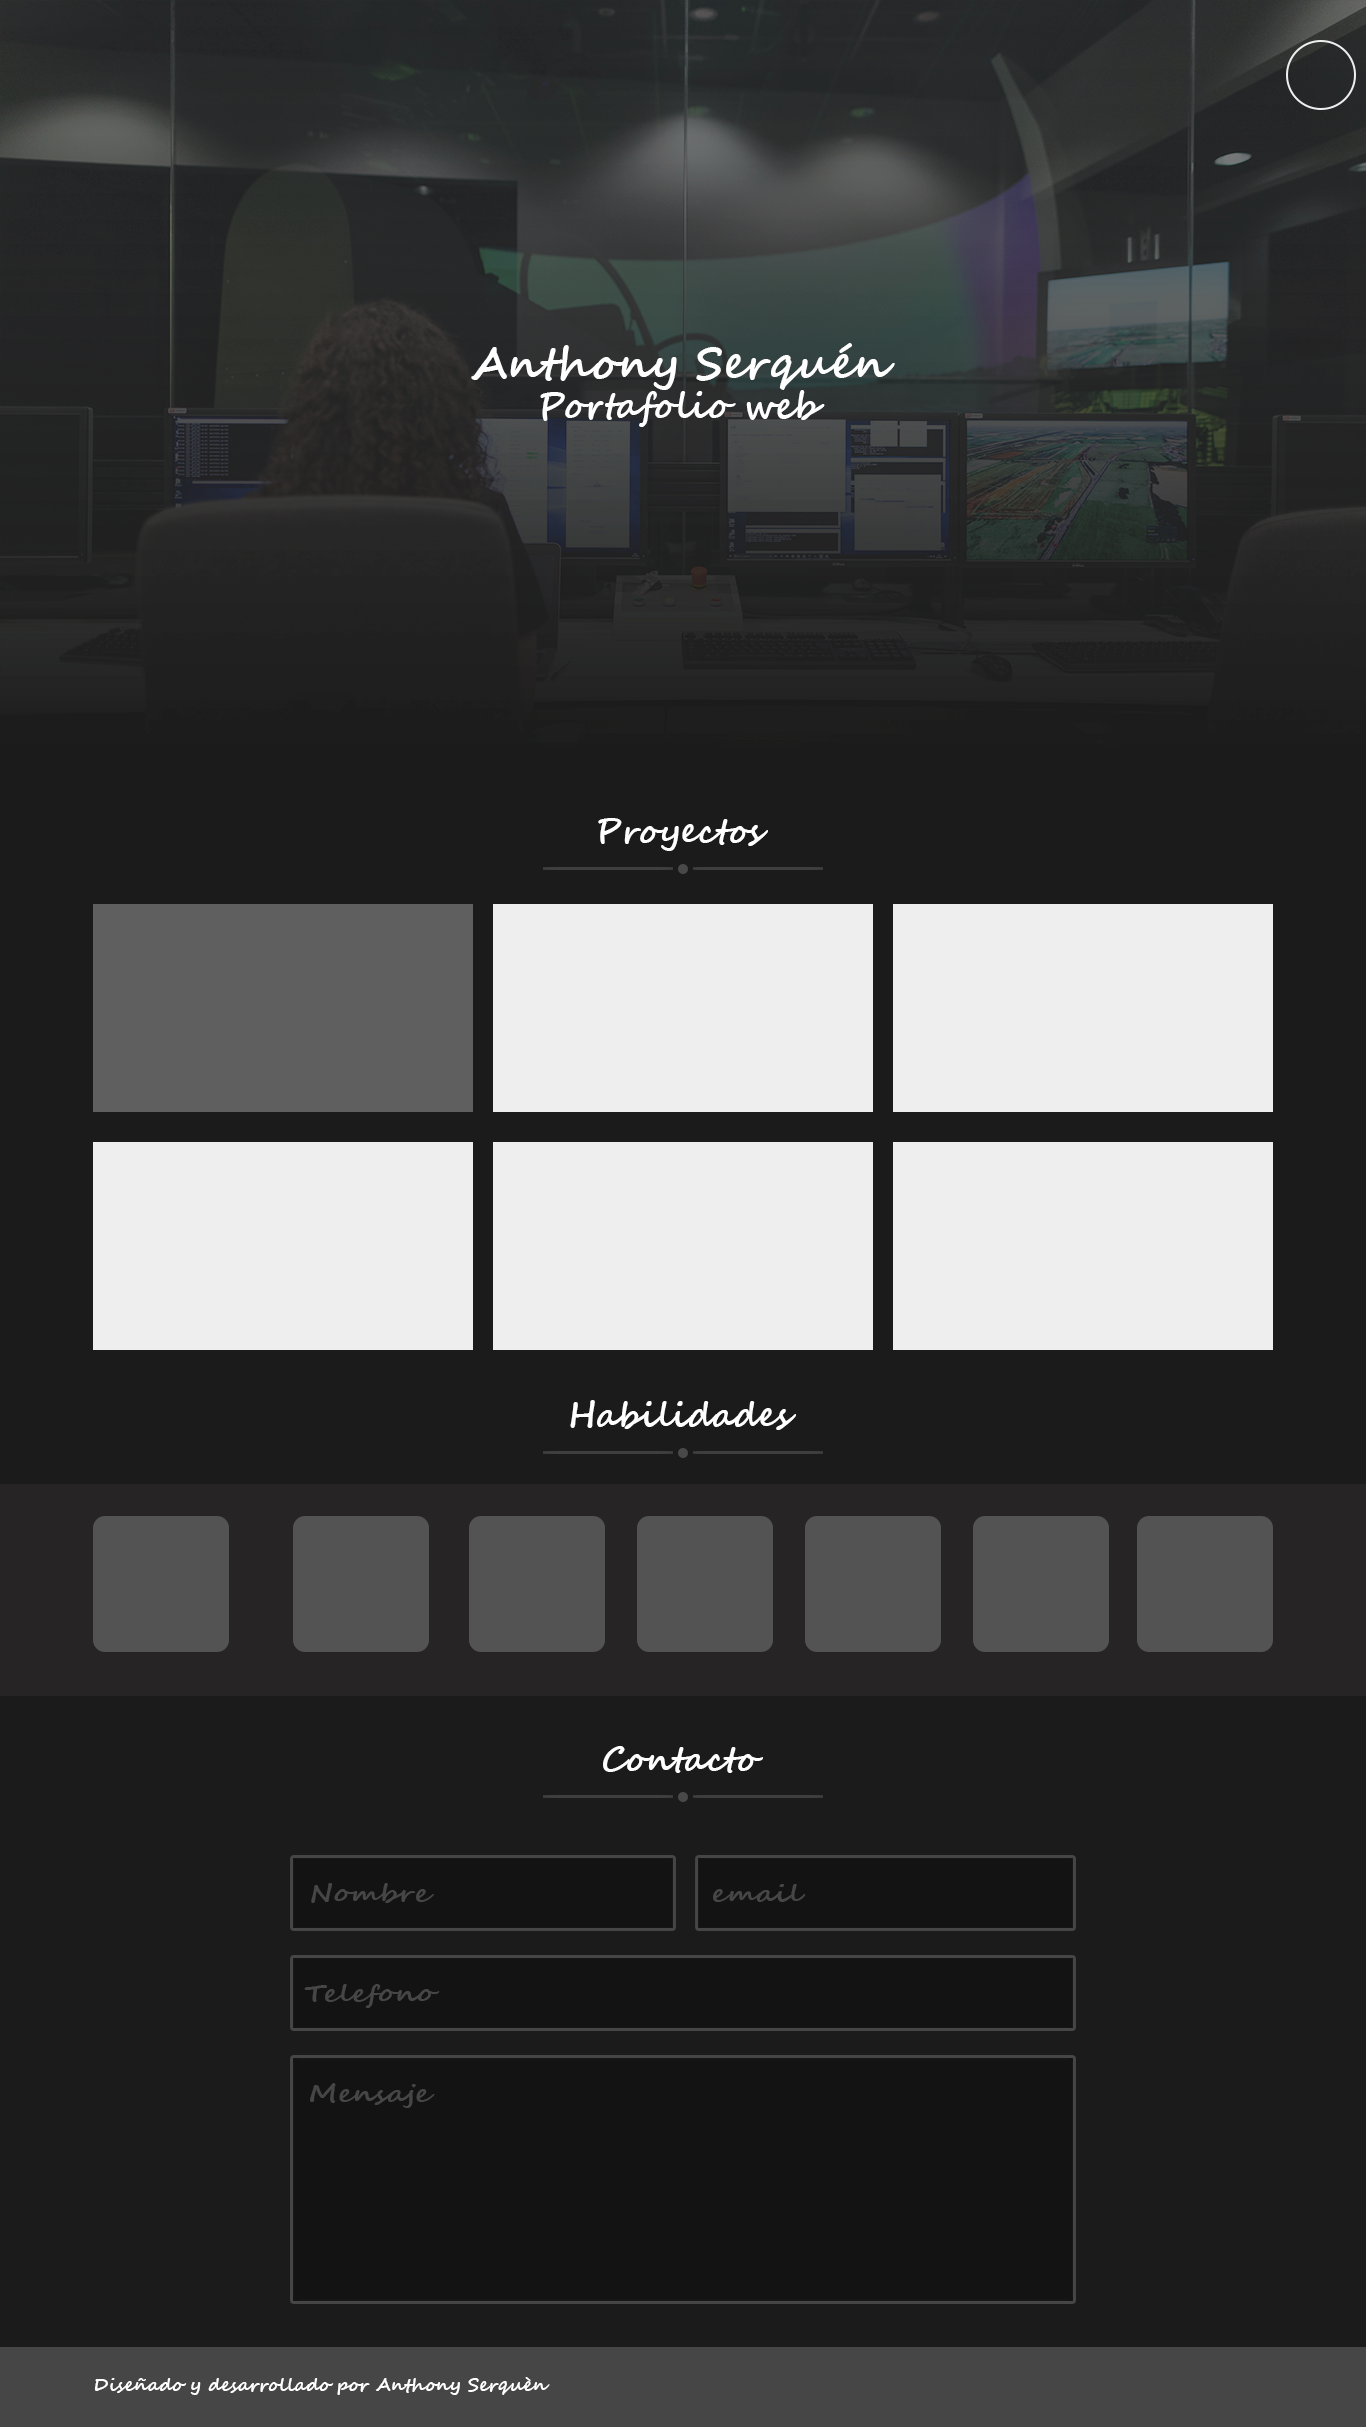 Anthony Serquén
Portafolio web
Proyectos
Habilidades
Contacto
Nombre
email
Telefono
Mensaje
Diseñado y desarrollado por Anthony Serquèn